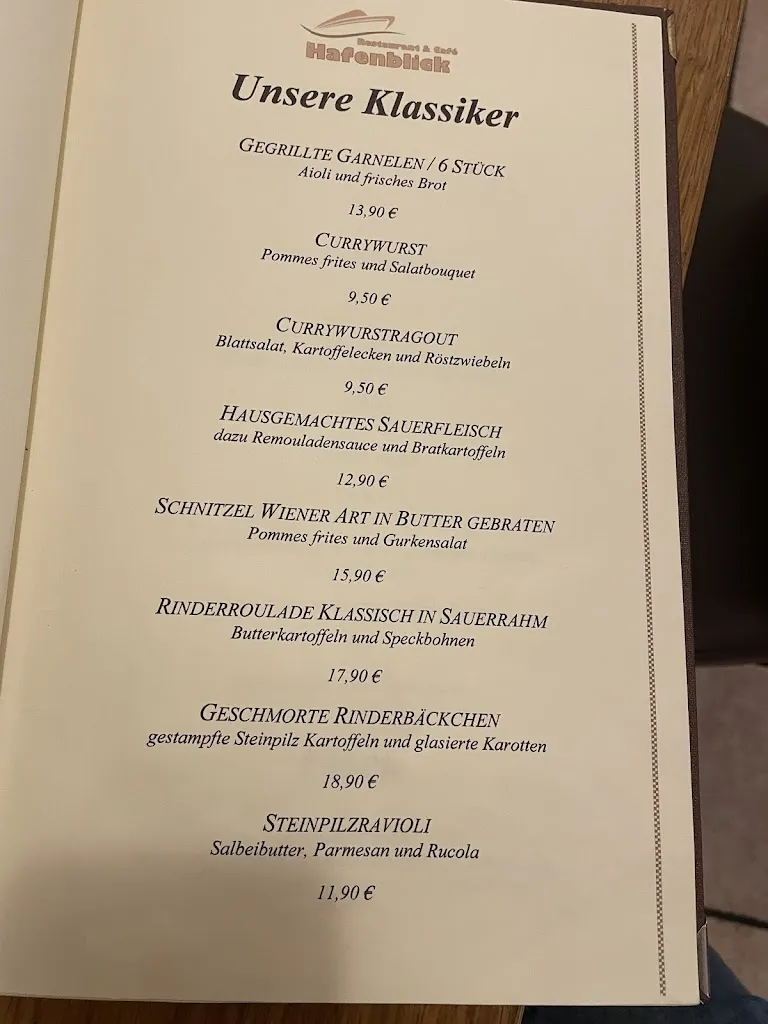 Restaurant & Café
Hafenblick
Unsere Klassiker
GEGRILLTE GARNELEN / 6 STÜCK
Aioli und frisches Brot
13,90 €
CURRYWURST
Pommes frites und Salatbouquet
9,50 €
CURRYWURSTRAGOUT
Blattsalat, Kartoffelecken und Röstzwiebeln
9,50 €
HAUSGEMACHTES SAUERFLEISCH
dazu Remouladensauce und Bratkartoffeln
12,90 €
SCHNITZEL WIENER ART IN BUTTER GEBRATEN
Pommes frites und Gurkensalat
15,90 €
RINDERROULADE KLASSISCH IN SAUERRAHM
Butterkartoffeln und Speckbohnen
17,90 €
GESCHMORTE RINDERBÄCKCHEN
gestampfte Steinpilz Kartoffeln und glasierte Karotten
18,90 €
STEINPILZRAVIOLI
Salbeibutter, Parmesan und Rucola
11,90 €